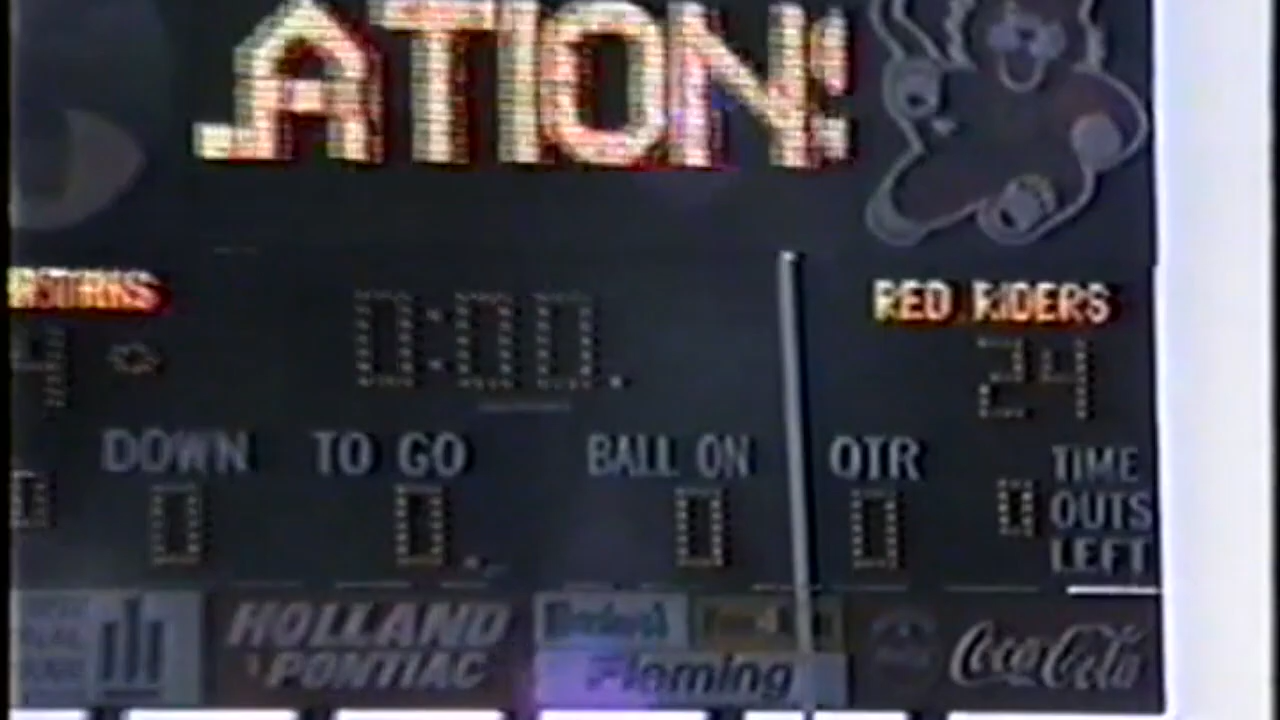 ATION!
RED RIDERS
0:00.
24
DOWN TO GO BALL ON QTR TIME OUTS LEFT
0 0. 0 0 0
HOLLAND PONTIAC
Fleming
Coca-Cola